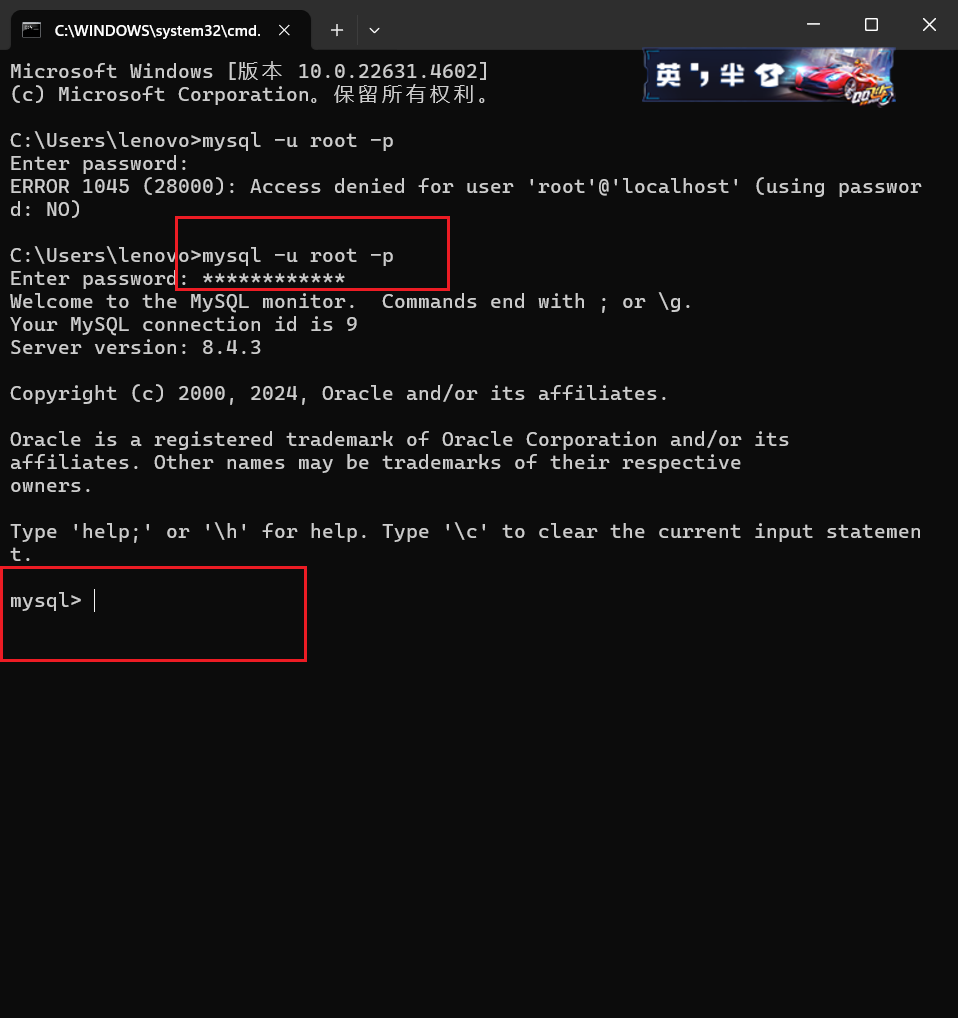 C:\WINDOWS\system32\cmd.
Microsoft Windows [版本 10.0.22631.4602]
英 , 半
(c) Microsoft Corporation。保留所有权利。
C:\Users\lenovo>mysql -u root -p
Enter password:
ERROR 1045 (28000): Access denied for user 'root'@'localhost' (using passwor
d: NO)
C:\Users\lenovo>mysql -u root -p
Enter password: ************
Welcome to the MySQL monitor.  Commands end with ; or \g.
Your MySQL connection id is 9
Server version: 8.4.3
Copyright (c) 2000, 2024, Oracle and/or its affiliates.
Oracle is a registered trademark of Oracle Corporation and/or its
affiliates. Other names may be trademarks of their respective
owners.
Type 'help;' or '\h' for help. Type '\c' to clear the current input statemen
t.
mysql>